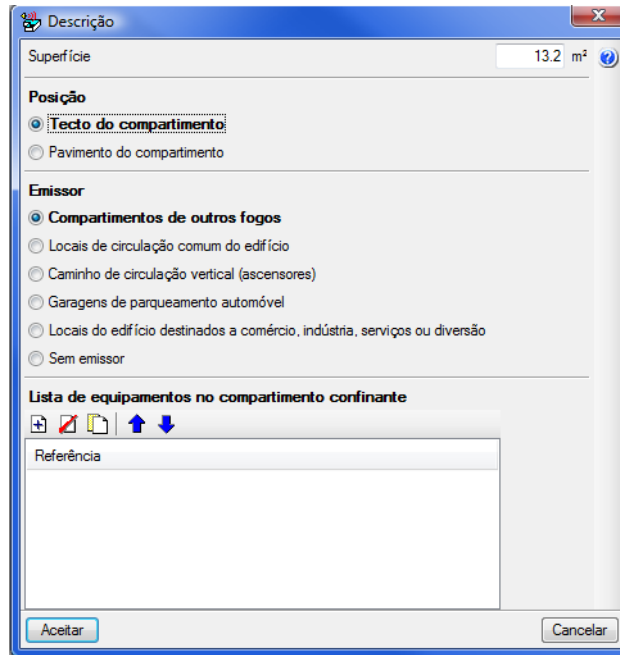 Descrição
Superfície 13.2 m²
Posição
Tecto do compartimento
Pavimento do compartimento
Emissor
Compartimentos de outros fogos
Locais de circulação comum do edifício
Caminho de circulação vertical (ascensores)
Garagens de parqueamento automóvel
Locais do edifício destinados a comércio, indústria, serviços ou diversão
Sem emissor
Lista de equipamentos no compartimento confinante
Referência
Aceitar Cancelar